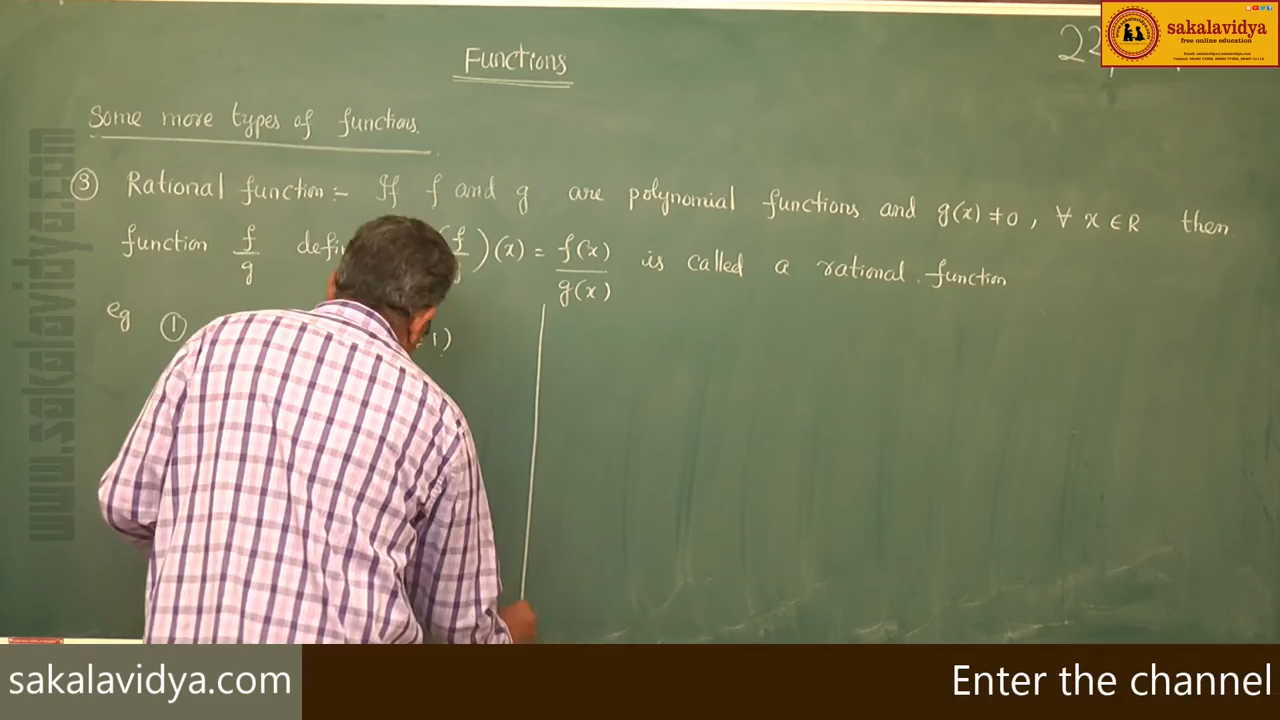 Functions
22
sakalavidya
free online education
Some more types of functions.
③ Rational function :- If f and g are polynomial functions and g(x) ≠ 0 , ∀ x ∈ R then
function f/g (x) = f(x)/g(x) is called a rational function
eg ① 1)
www.sakalavidya.com
sakalavidya.com
Enter the channel